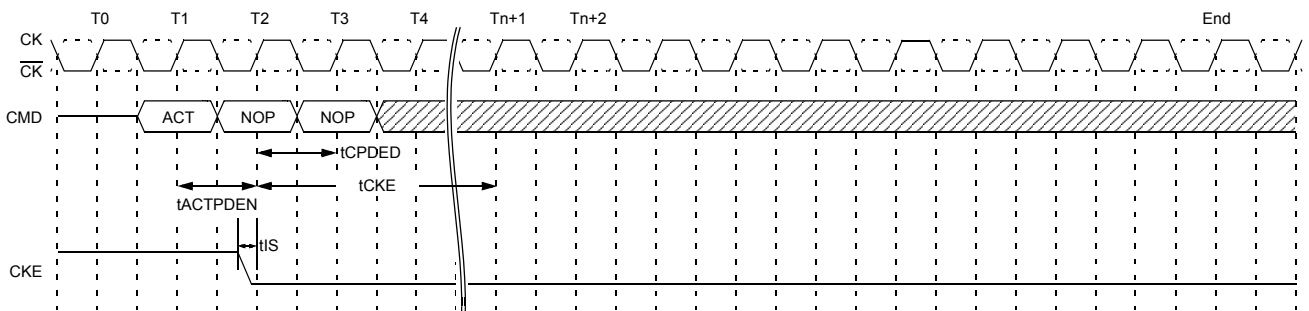 T0 T1 T2 T3 T4 Tn+1 Tn+2 End
CK
CK
CMD ACT NOP NOP
tCPDED
tCKE
tACTPDEN
tIS
CKE